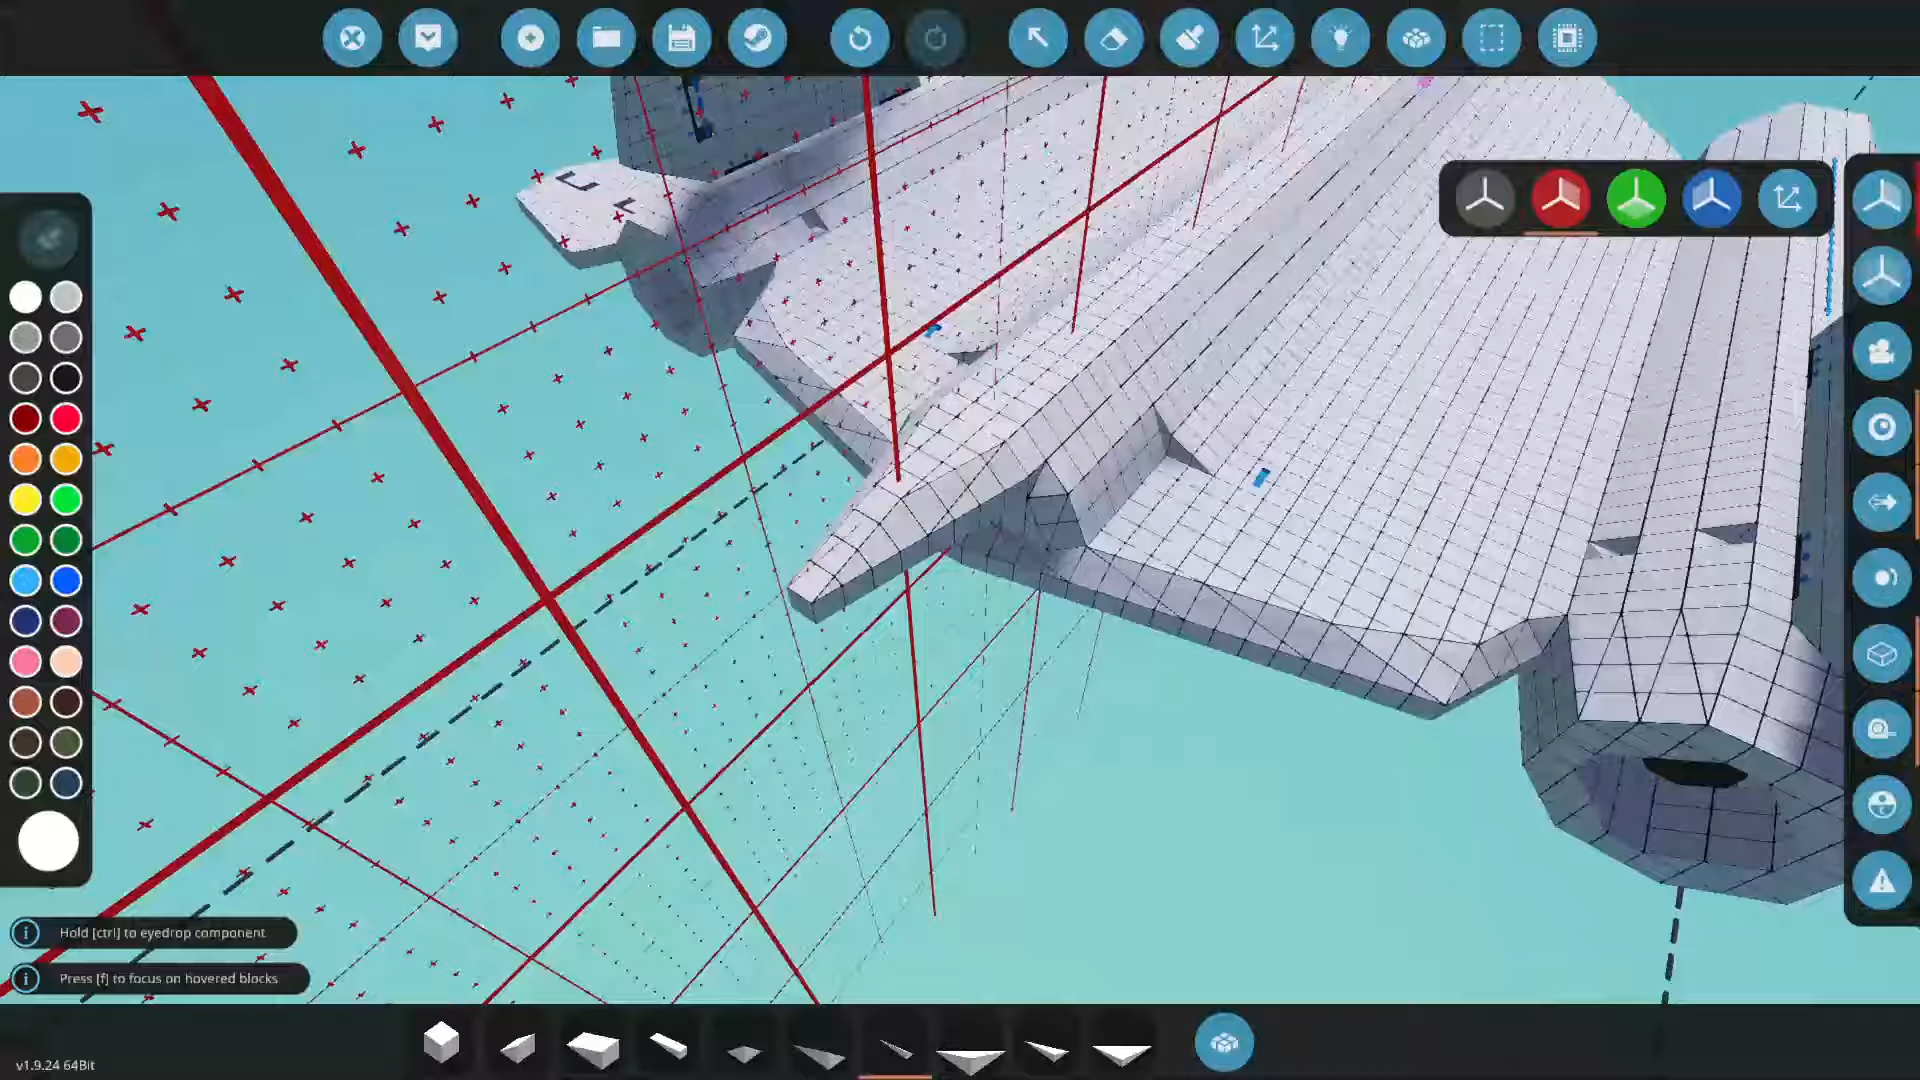 Hold [ctrl] to eyedrop component
Press [f] to focus on hovered blocks
v1.9.24 64Bit